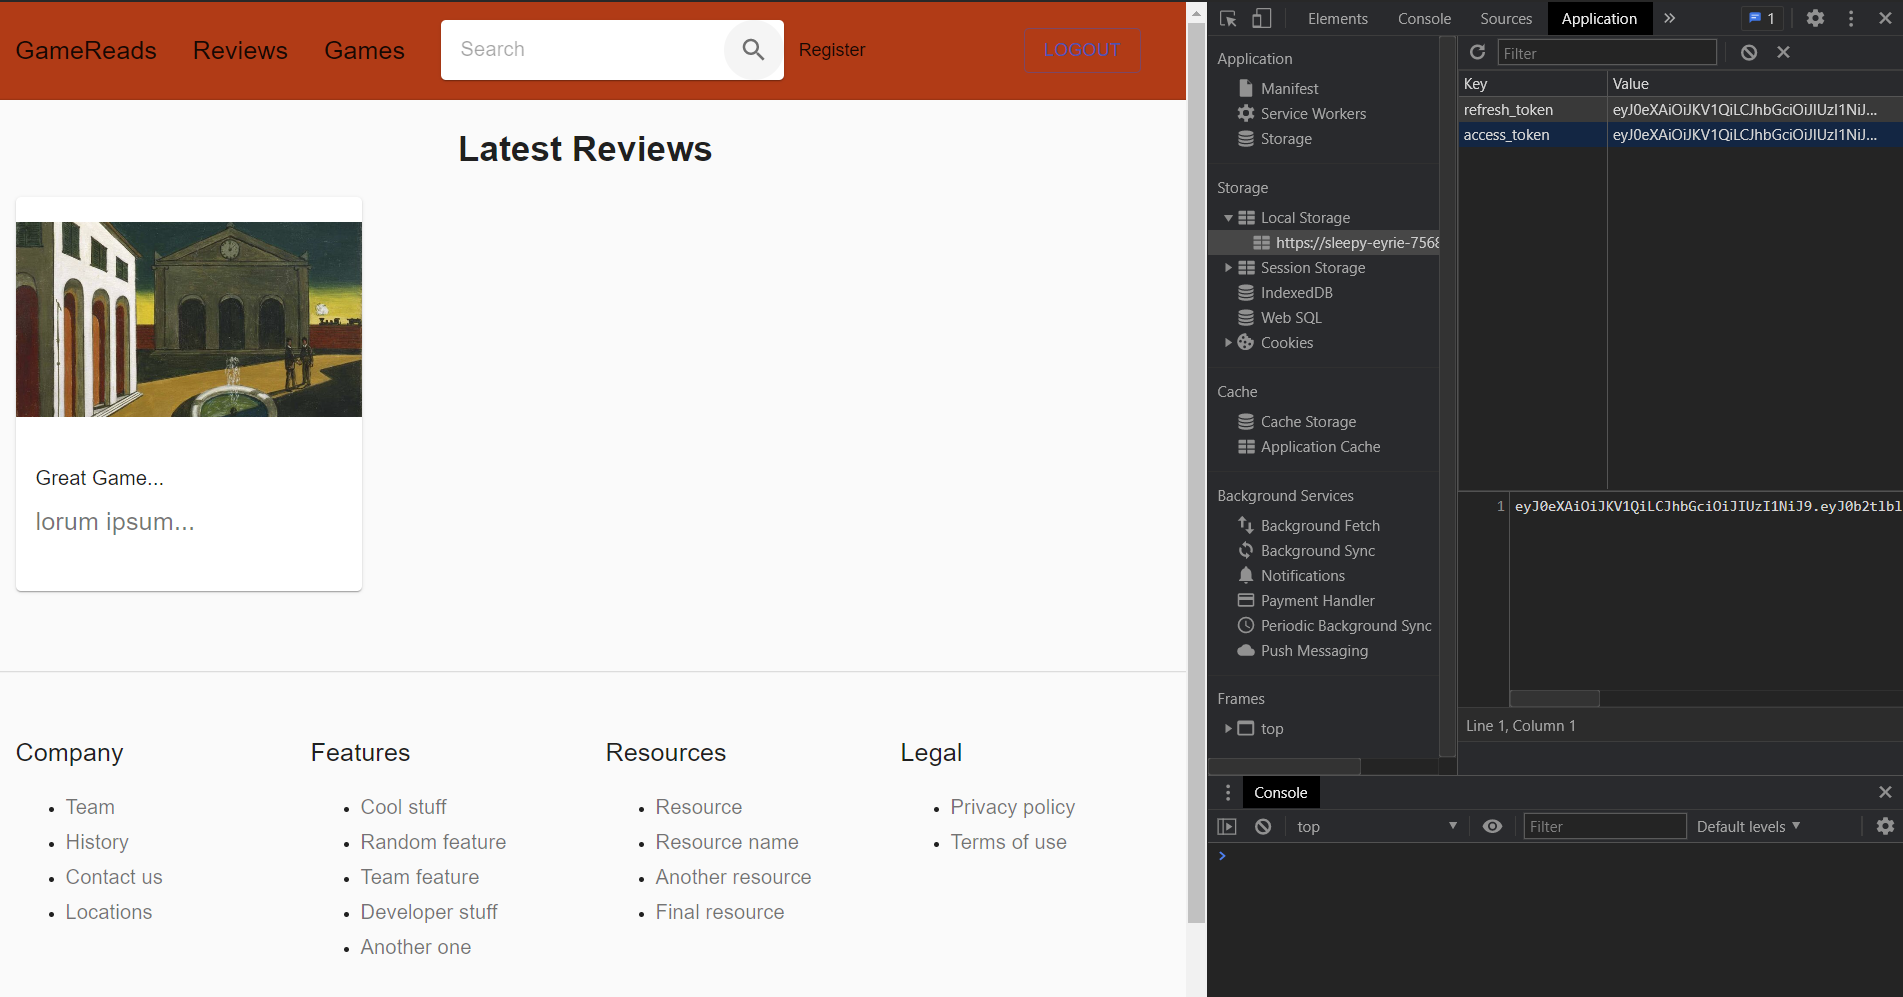 GameReads Reviews Games Search Register LOGOUT
Latest Reviews
Great Game...
lorum ipsum...
Company
Team
History
Contact us
Locations
Features
Cool stuff
Random feature
Team feature
Developer stuff
Another one
Resources
Resource
Resource name
Another resource
Final resource
Legal
Privacy policy
Terms of use
Elements Console Sources Application 1
Application
Manifest
Service Workers
Storage
Storage
Local Storage
https://sleepy-eyrie-7568
Session Storage
IndexedDB
Web SQL
Cookies
Cache
Cache Storage
Application Cache
Background Services
Background Fetch
Background Sync
Notifications
Payment Handler
Periodic Background Sync
Push Messaging
Frames
top
Filter
Key Value
refresh_token eyJ0eXAiOiJKV1QiLCJhbGciOiJIUzI1NiJ...
access_token eyJ0eXAiOiJKV1QiLCJhbGciOiJIUzI1NiJ...
1 eyJ0eXAiOiJKV1QiLCJhbGciOiJIUzI1NiJ9.eyJ0b2tlbl
Line 1, Column 1
Console
top Filter Default levels